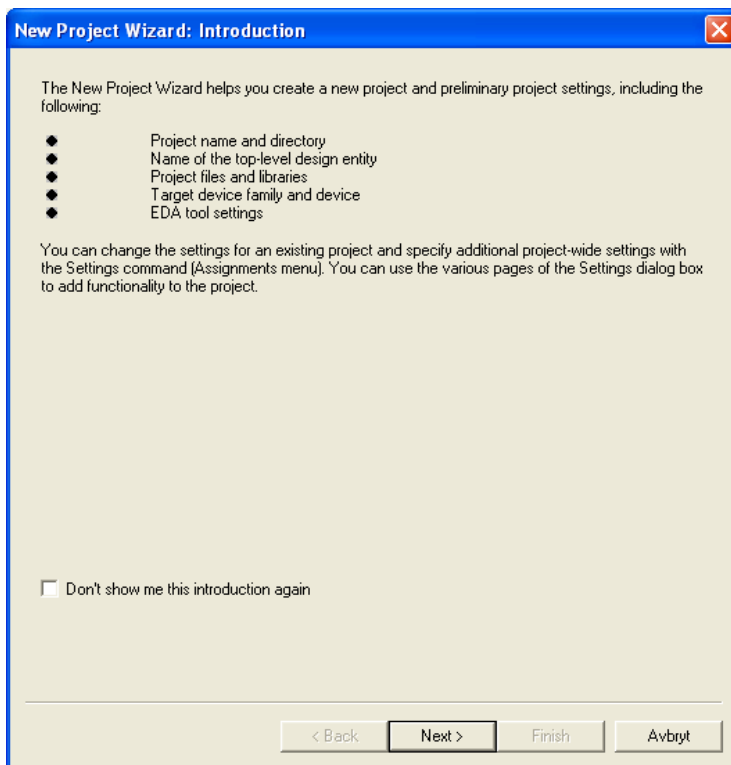 New Project Wizard: Introduction
The New Project Wizard helps you create a new project and preliminary project settings, including the
following:
Project name and directory
Name of the top-level design entity
Project files and libraries
Target device family and device
EDA tool settings
You can change the settings for an existing project and specify additional project-wide settings with
the Settings command (Assignments menu). You can use the various pages of the Settings dialog box
to add functionality to the project.
Don't show me this introduction again
< Back
Next >
Finish
Avbryt